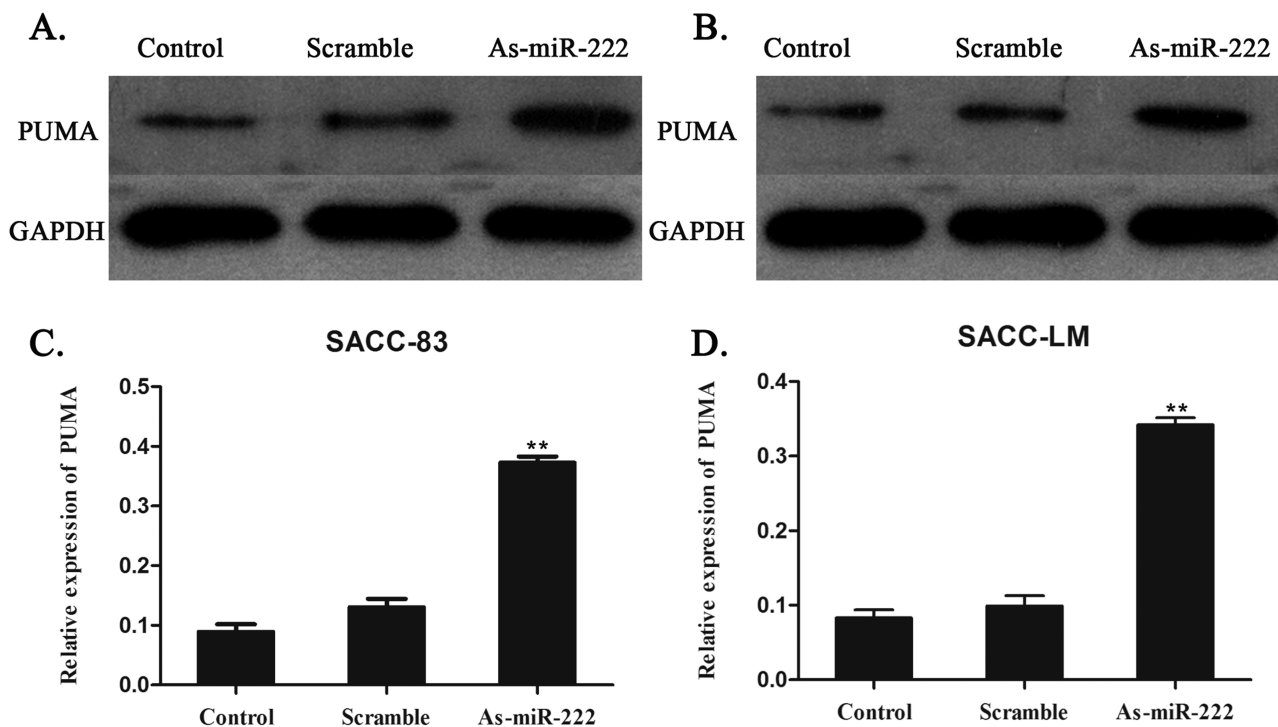 A.
Control Scramble As-miR-222
PUMA
GAPDH
B.
Control Scramble As-miR-222
PUMA
GAPDH
C.
SACC-83
Relative expression of PUMA
0.5
0.4
0.3
0.2
0.1
0.0
**
Control Scramble As-miR-222
D.
SACC-LM
Relative expression of PUMA
0.4
0.3
0.2
0.1
0.0
**
Control Scramble As-miR-222